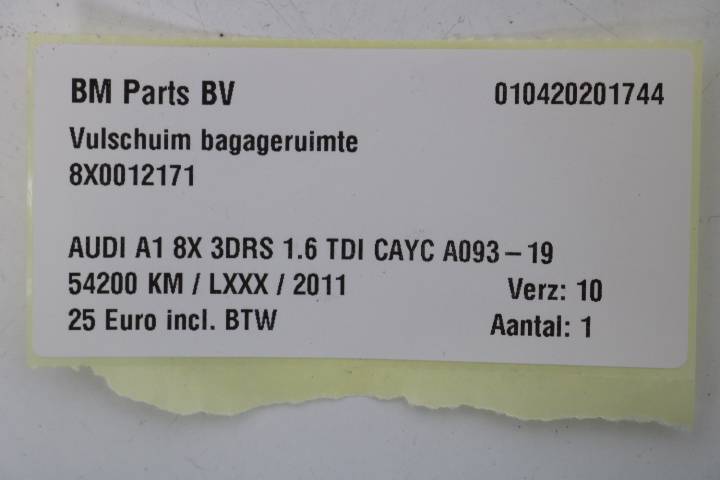 BM Parts BV 010420201744
Vulschuim bagageruimte
8X0012171
AUDI A1 8X 3DRS 1.6 TDI CAYC A093 – 19
54200 KM / LXXX / 2011 Verz: 10
25 Euro incl. BTW Aantal: 1